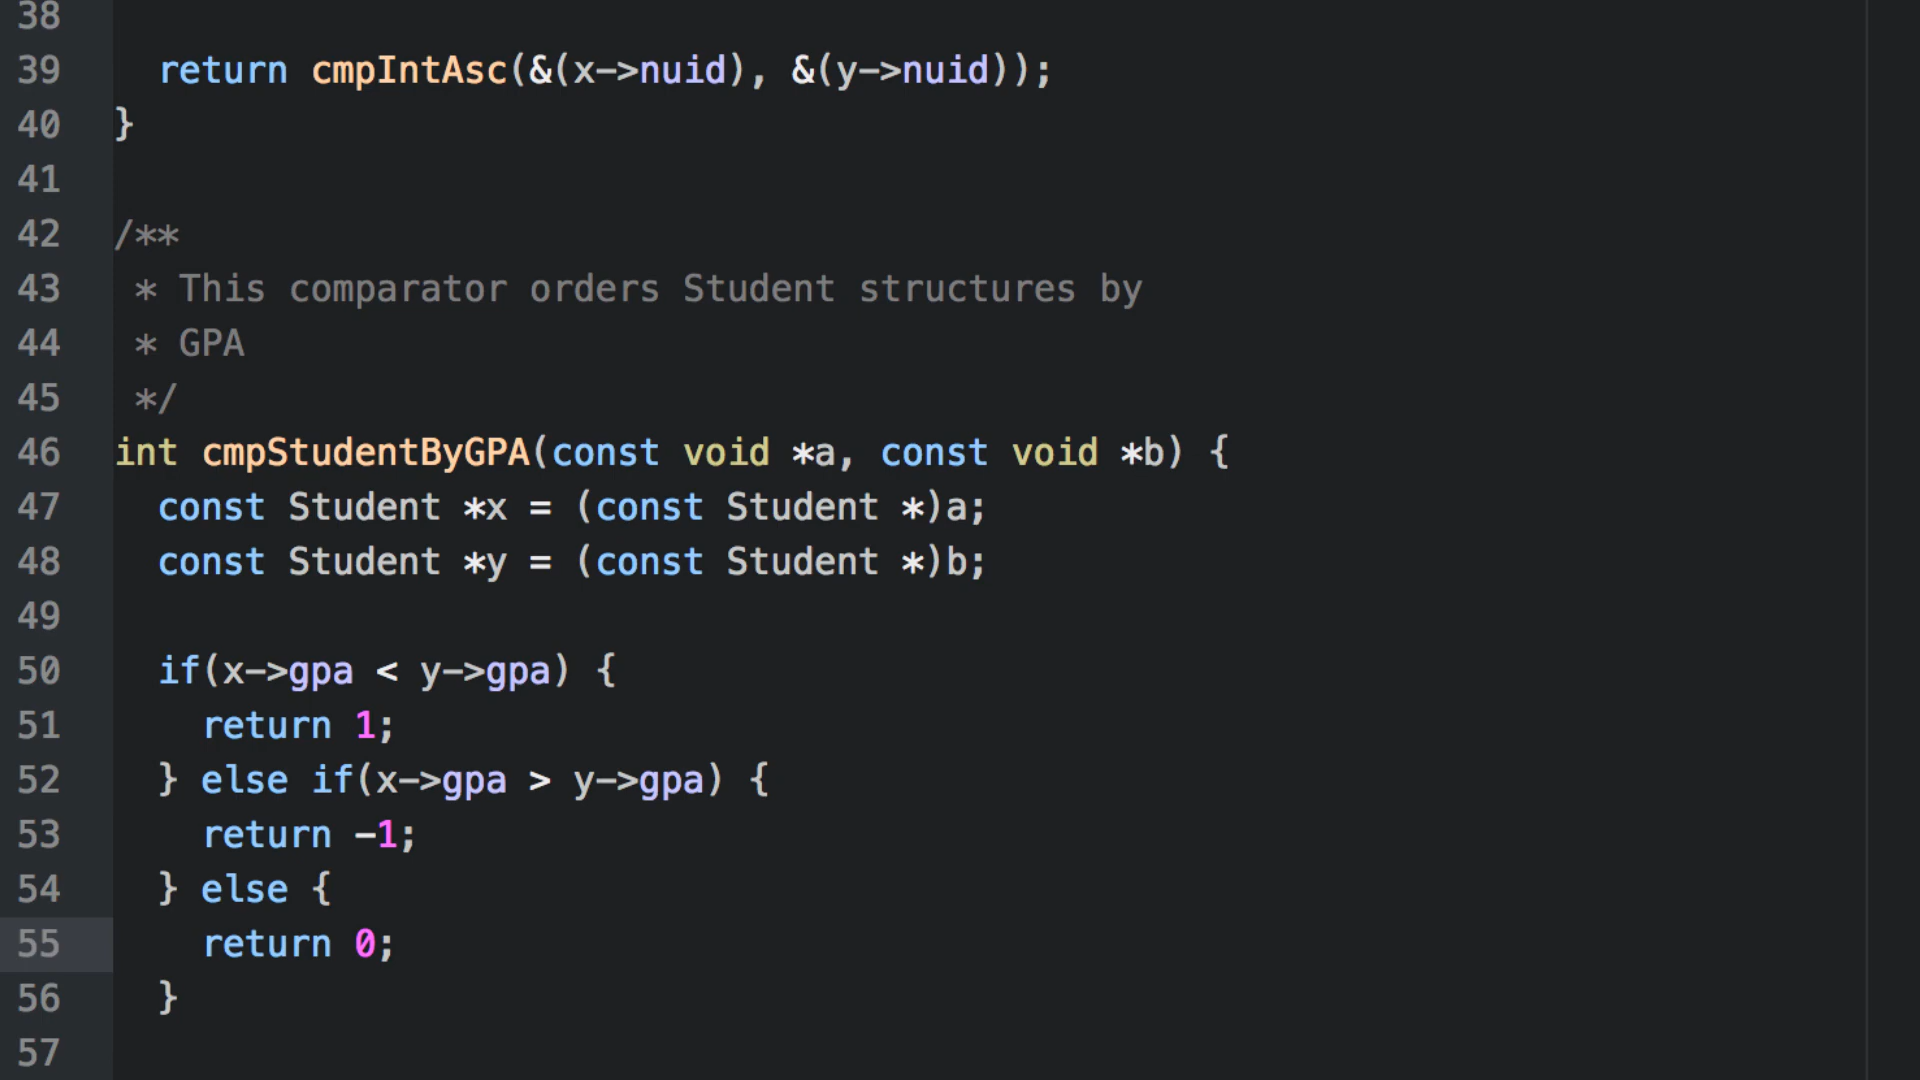 38
39   return cmpIntAsc(&(x->nuid), &(y->nuid));
40 }
41
42 /**
43  * This comparator orders Student structures by
44  * GPA
45  */
46 int cmpStudentByGPA(const void *a, const void *b) {
47   const Student *x = (const Student *)a;
48   const Student *y = (const Student *)b;
49
50   if(x->gpa < y->gpa) {
51     return 1;
52   } else if(x->gpa > y->gpa) {
53     return -1;
54   } else {
55     return 0;
56   }
57